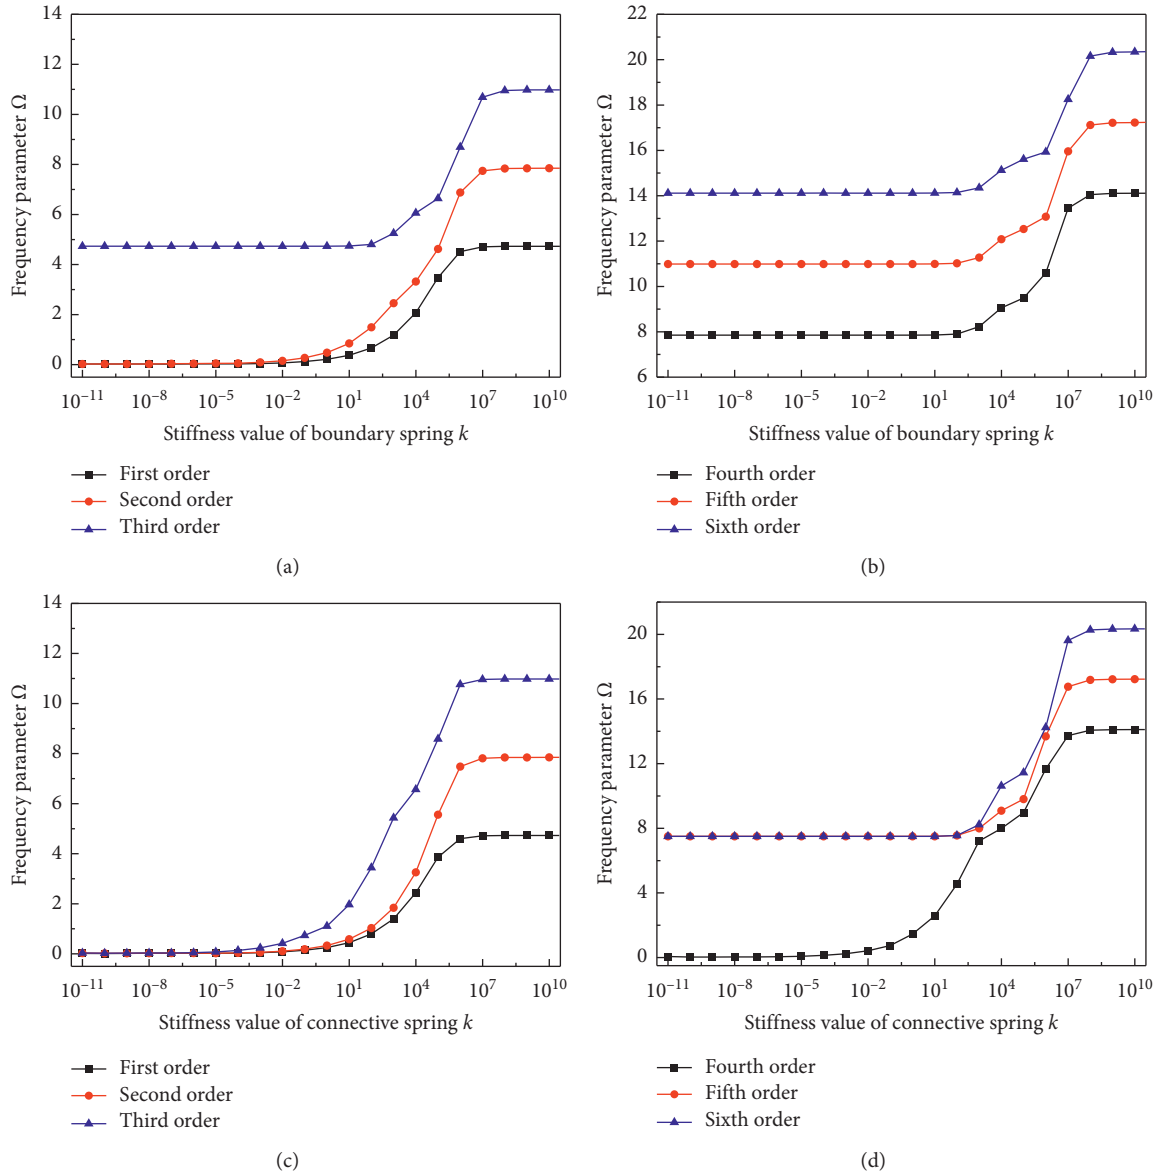 14
12
10
8
6
4
2
0
Frequency parameter Ω
10⁻¹¹ 10⁻⁸ 10⁻⁵ 10⁻² 10¹ 10⁴ 10⁷ 10¹⁰
Stiffness value of boundary spring k
First order
Second order
Third order
(a)
22
20
18
16
14
12
10
8
6
Frequency parameter Ω
10⁻¹¹ 10⁻⁸ 10⁻⁵ 10⁻² 10¹ 10⁴ 10⁷ 10¹⁰
Stiffness value of boundary spring k
Fourth order
Fifth order
Sixth order
(b)
14
12
11
8
6
4
2
0
Frequency parameter Ω
10⁻¹¹ 10⁻⁸ 10⁻⁵ 10⁻² 10¹ 10⁴ 10⁷ 10¹⁰
Stiffness value of connective spring k
First order
Second order
Third order
(c)
20
16
12
8
4
0
Frequency parameter Ω
10⁻¹¹ 10⁻⁸ 10⁻⁵ 10⁻² 10¹ 10⁴ 10⁷ 10¹⁰
Stiffness value of connective spring k
Fourth order
Fifth order
Sixth order
(d)